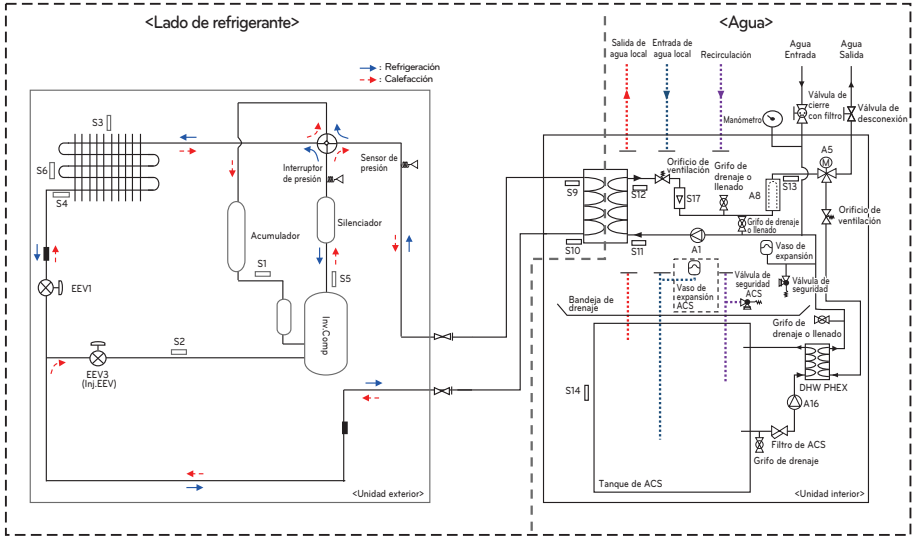 <Lado de refrigerante>
<Agua>
: Refrigeración
: Calefacción
Salida de
agua local
Entrada de
agua local
Recirculación
Agua
Entrada
Agua
Salida
Válvula de
cierre
con filtro
Válvula de
desconexión
Manómetro
S3
S6
S4
Interruptor
de presión
Sensor de
presión
Acumulador
Silenciador
S1
S5
Inv.Comp
EEV1
EEV3
(Inj.EEV)
S2
<Unidad exterior>
S9
S10
S12
S11
Orificio de
ventilación
S17
Grifo de
drenaje o
llenado
A8
S13
A5
M
Grifo de drenaje
o llenado
Orificio de
ventilación
A1
Vaso de
expansión
Vaso de
expansión
ACS
Válvula de
seguridad
ACS
Válvula de
seguridad
Bandeja de
drenaje
Grifo de
drenaje o llenado
DHW PHEX
S14
A16
Filtro de ACS
Grifo de drenaje
Tanque de ACS
<Unidad interior>